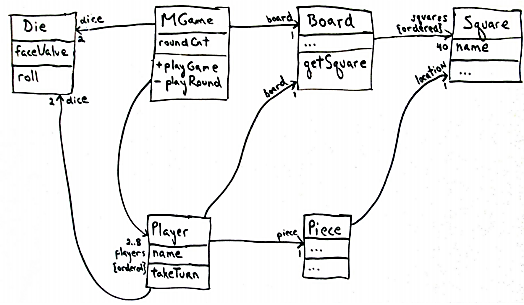 Die
faceValue
roll
dice
2
MGame
roundCnt
+ playGame
- playRound
board
1
Board
...
getSquare
squares
{ordered}
40
Square
name
...
2 dice
board
1
location
1
2..8
players
{ordered}
Player
name
takeTurn
piece
1
Piece
...
...